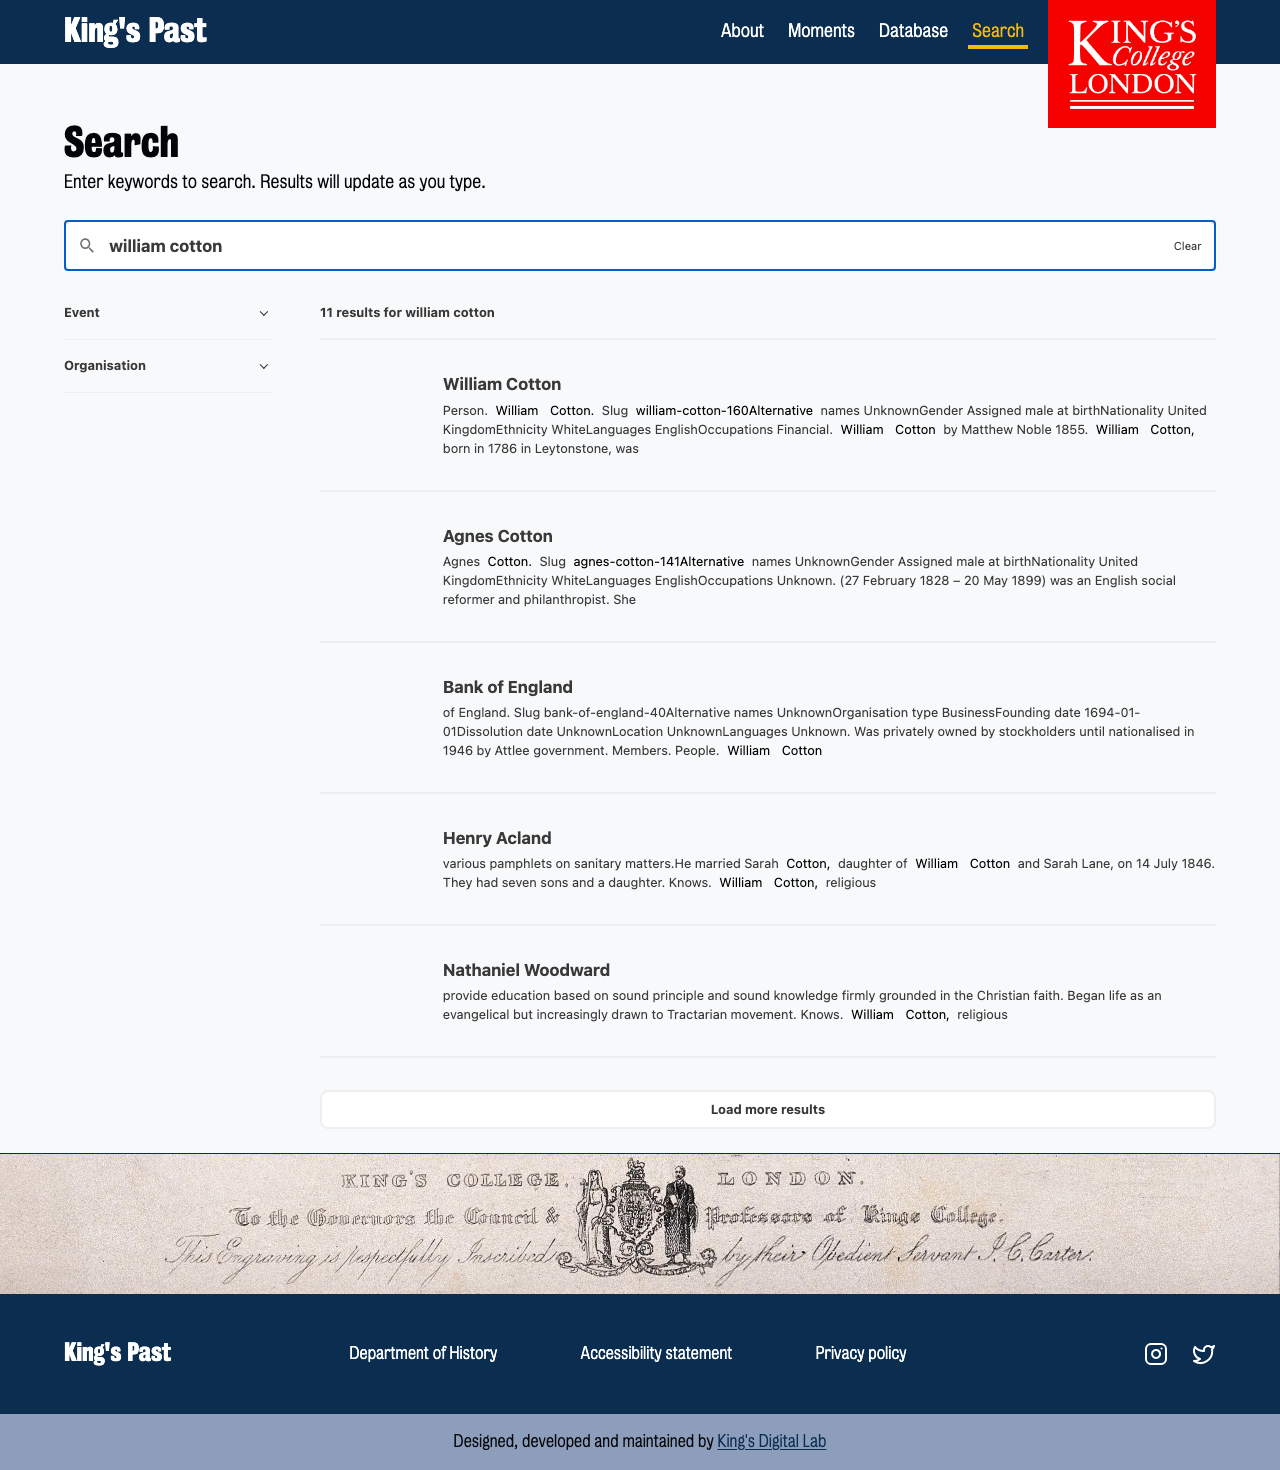 King's Past
About Moments Database Search
KING'S
College
LONDON
Search
Enter keywords to search. Results will update as you type.
william cotton
Clear
Event
Organisation
11 results for william cotton
William Cotton
Person. William Cotton. Slug william-cotton-160Alternative names UnknownGender Assigned male at birthNationality United
KingdomEthnicity WhiteLanguages EnglishOccupations Financial. William Cotton by Matthew Noble 1855. William Cotton,
born in 1786 in Leytonstone, was
Agnes Cotton
Agnes Cotton. Slug agnes-cotton-141Alternative names UnknownGender Assigned male at birthNationality United
KingdomEthnicity WhiteLanguages EnglishOccupations Unknown. (27 February 1828 – 20 May 1899) was an English social
reformer and philanthropist. She
Bank of England
of England. Slug bank-of-england-40Alternative names UnknownOrganisation type BusinessFounding date 1694-01-
01Dissolution date UnknownLocation UnknownLanguages Unknown. Was privately owned by stockholders until nationalised in
1946 by Attlee government. Members. People. William Cotton
Henry Acland
various pamphlets on sanitary matters.He married Sarah Cotton, daughter of William Cotton and Sarah Lane, on 14 July 1846.
They had seven sons and a daughter. Knows. William Cotton, religious
Nathaniel Woodward
provide education based on sound principle and sound knowledge firmly grounded in the Christian faith. Began life as an
evangelical but increasingly drawn to Tractarian movement. Knows. William Cotton, religious
Load more results
KING'S COLLEGE, LONDON.
To the Governors the Council & Professors of Kings College.
This Engraving is respectfully Inscribed by their Obedient Servant J. C. Carter.
King's Past
Department of History
Accessibility statement
Privacy policy
Designed, developed and maintained by King's Digital Lab